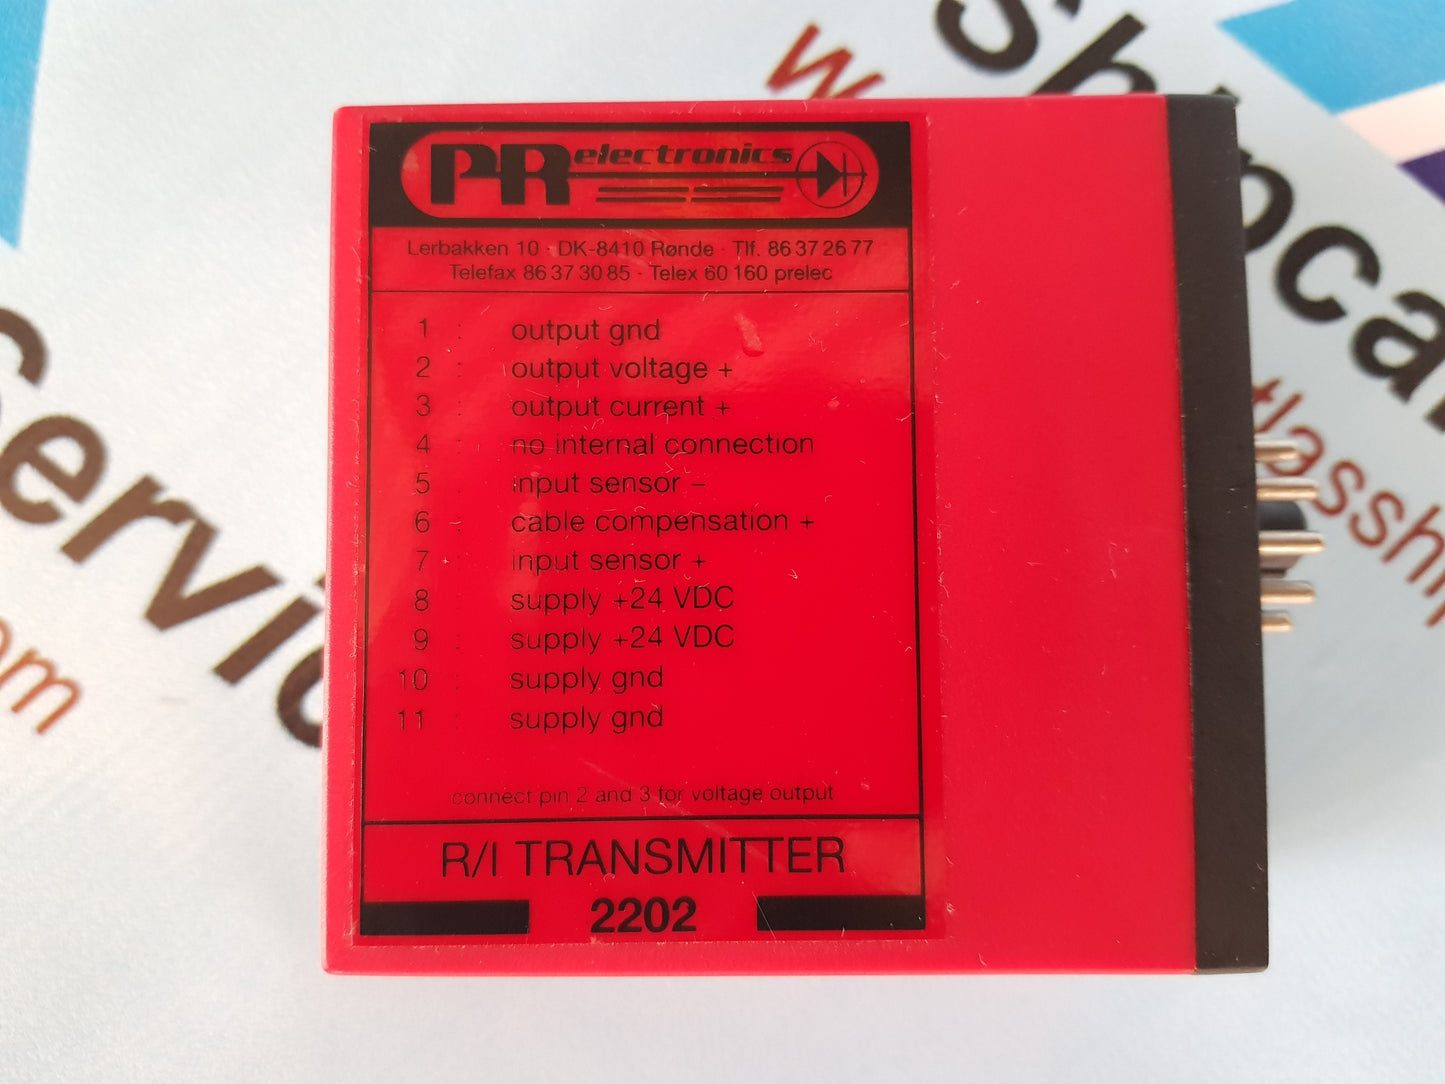 PR electronics
Lerbakken 10 · DK-8410 Rønde · Tlf. 86 37 26 77
Telefax 86 37 30 85 · Telex 60 160 prelec
1 : output gnd
2 : output voltage +
3 : output current +
4 : no internal connection
5 : input sensor –
6 : cable compensation +
7 : input sensor +
8 : supply +24 VDC
9 : supply +24 VDC
10 : supply gnd
11 : supply gnd
connect pin 2 and 3 for voltage output
R/I TRANSMITTER
2202